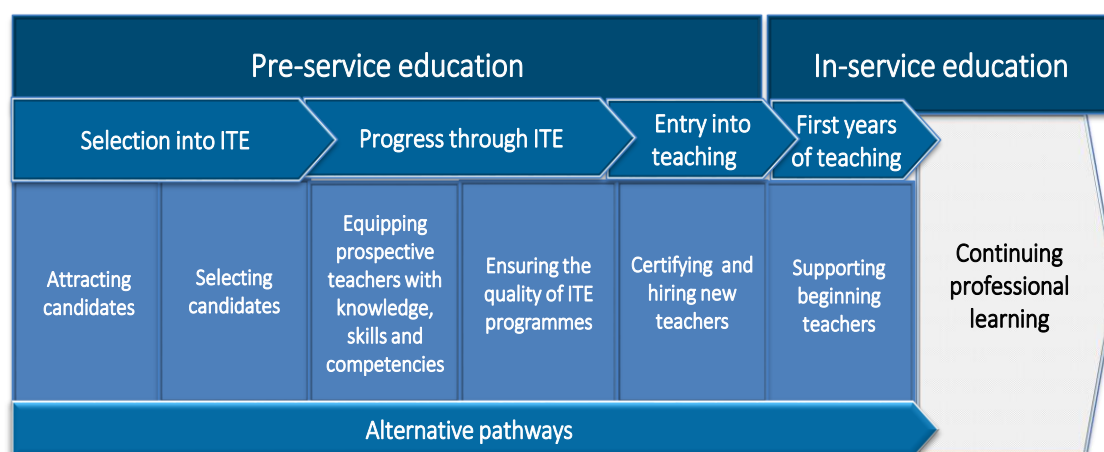 Pre-service education
In-service education
Selection into ITE
Progress through ITE
Entry into
teaching
First years
of teaching
Attracting
candidates
Selecting
candidates
Equipping
prospective
teachers with
knowledge,
skills and
competencies
Ensuring the
quality of ITE
programmes
Certifying and
hiring new
teachers
Supporting
beginning
teachers
Continuing
professional
learning
Alternative pathways